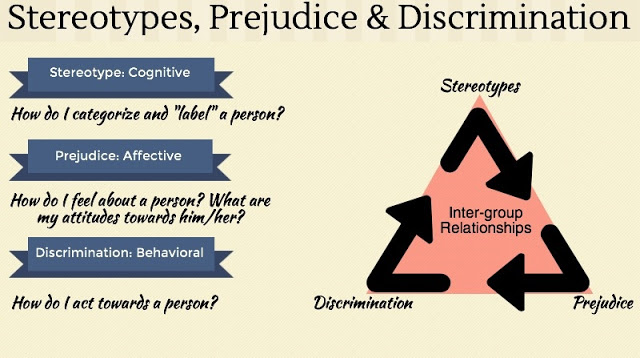 Stereotypes, Prejudice & Discrimination
Stereotype: Cognitive
How do I categorize and "label" a person?
Prejudice: Affective
How do I feel about a person? What are
my attitudes towards him/her?
Discrimination: Behavioral
How do I act towards a person?
Stereotypes
Inter-group
Relationships
Discrimination
Prejudice